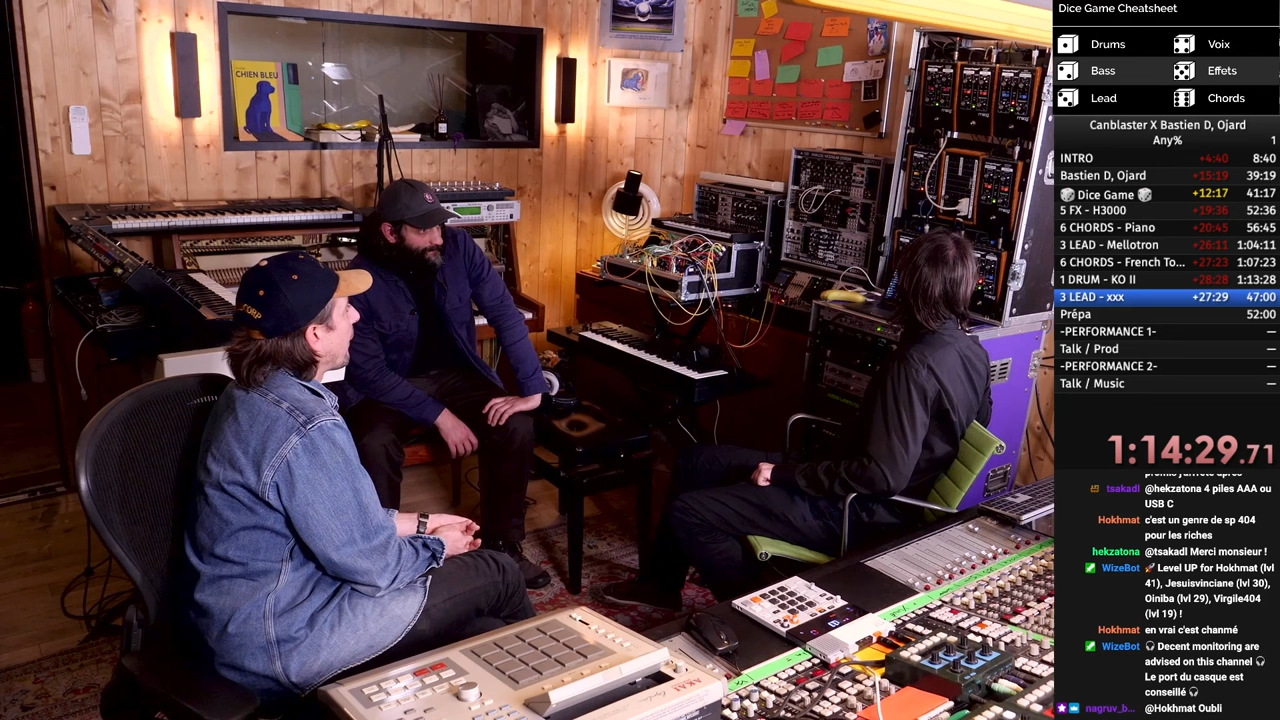 Dice Game Cheatsheet
Drums Voix
Bass Effets
Lead Chords
Canblaster X Bastien D, Ojard
Any% 1
INTRO +4:40 8:40
Bastien D, Ojard +15:19 39:19
Dice Game +12:17 41:17
5 FX - H3000 +19:36 52:36
6 CHORDS - Piano +20:45 56:45
3 LEAD - Mellotron +26:11 1:04:11
6 CHORDS - French To... +27:23 1:07:23
1 DRUM - KO II +28:28 1:13:28
3 LEAD - xxx +27:29 47:00
Prépa 52:00
-PERFORMANCE 1- —
Talk / Prod —
-PERFORMANCE 2- —
Talk / Music —
1:14:29.71
tsakadl @hekzatona 4 piles AAA ou
USB C
Hokhmat c'est un genre de sp 404
pour les riches
hekzatona @tsakadl Merci monsieur !
WizeBot 🚀 Level UP for Hokhmat (lvl
41), Jesuisvinciane (lvl 30),
Oiniba (lvl 29), Virgile404
(lvl 19) !
Hokhmat en vrai c'est chanmé
WizeBot 🎧 Decent monitoring are
advised on this channel 🎧
Le port du casque est
conseillé 🎧
nagruv_b... @Hokhmat Oubli
CHIEN BLEU
AKAI